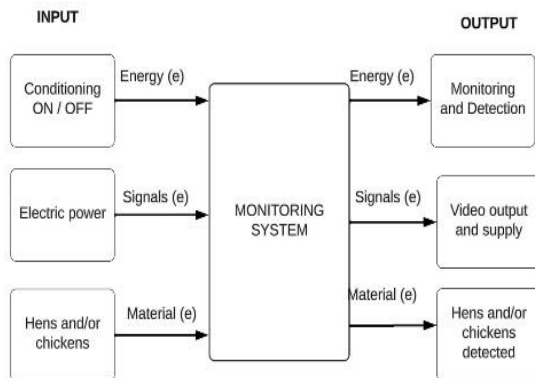 INPUT
OUTPUT
Conditioning
ON / OFF
Energy (e)
Energy (e)
Monitoring
and Detection
Electric power
Signals (e)
MONITORING
SYSTEM
Signals (e)
Video output
and supply
Hens and/or
chickens
Material (e)
Material (e)
Hens and/or
chickens
detected